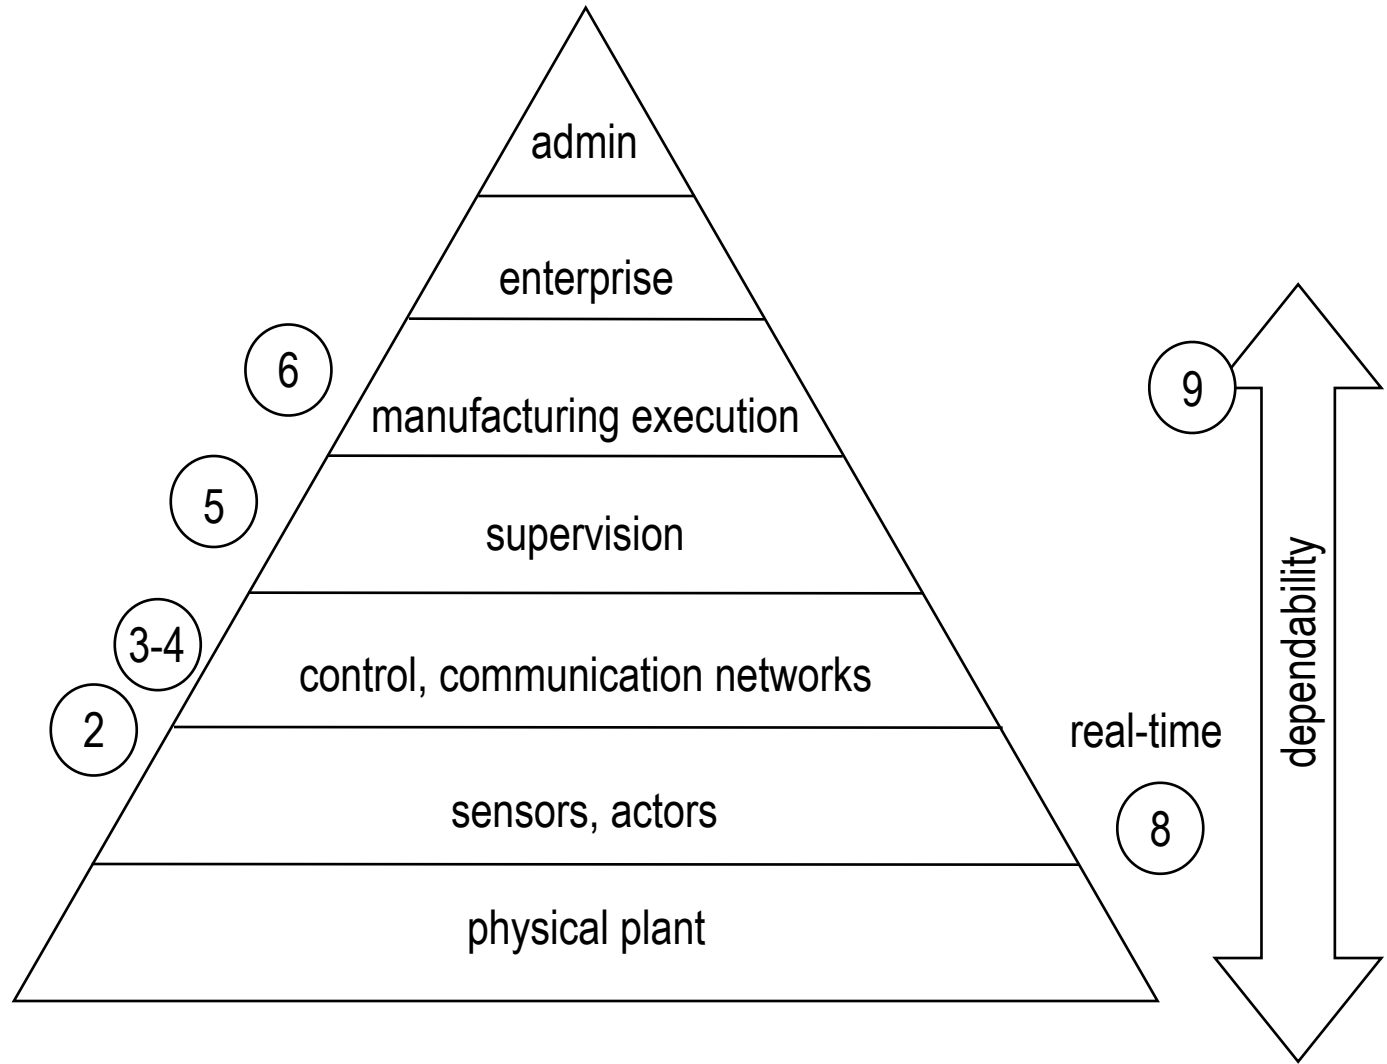 admin
enterprise
6
manufacturing execution
9
5
supervision
3-4
control, communication networks
2
real-time
dependability
sensors, actors
8
physical plant